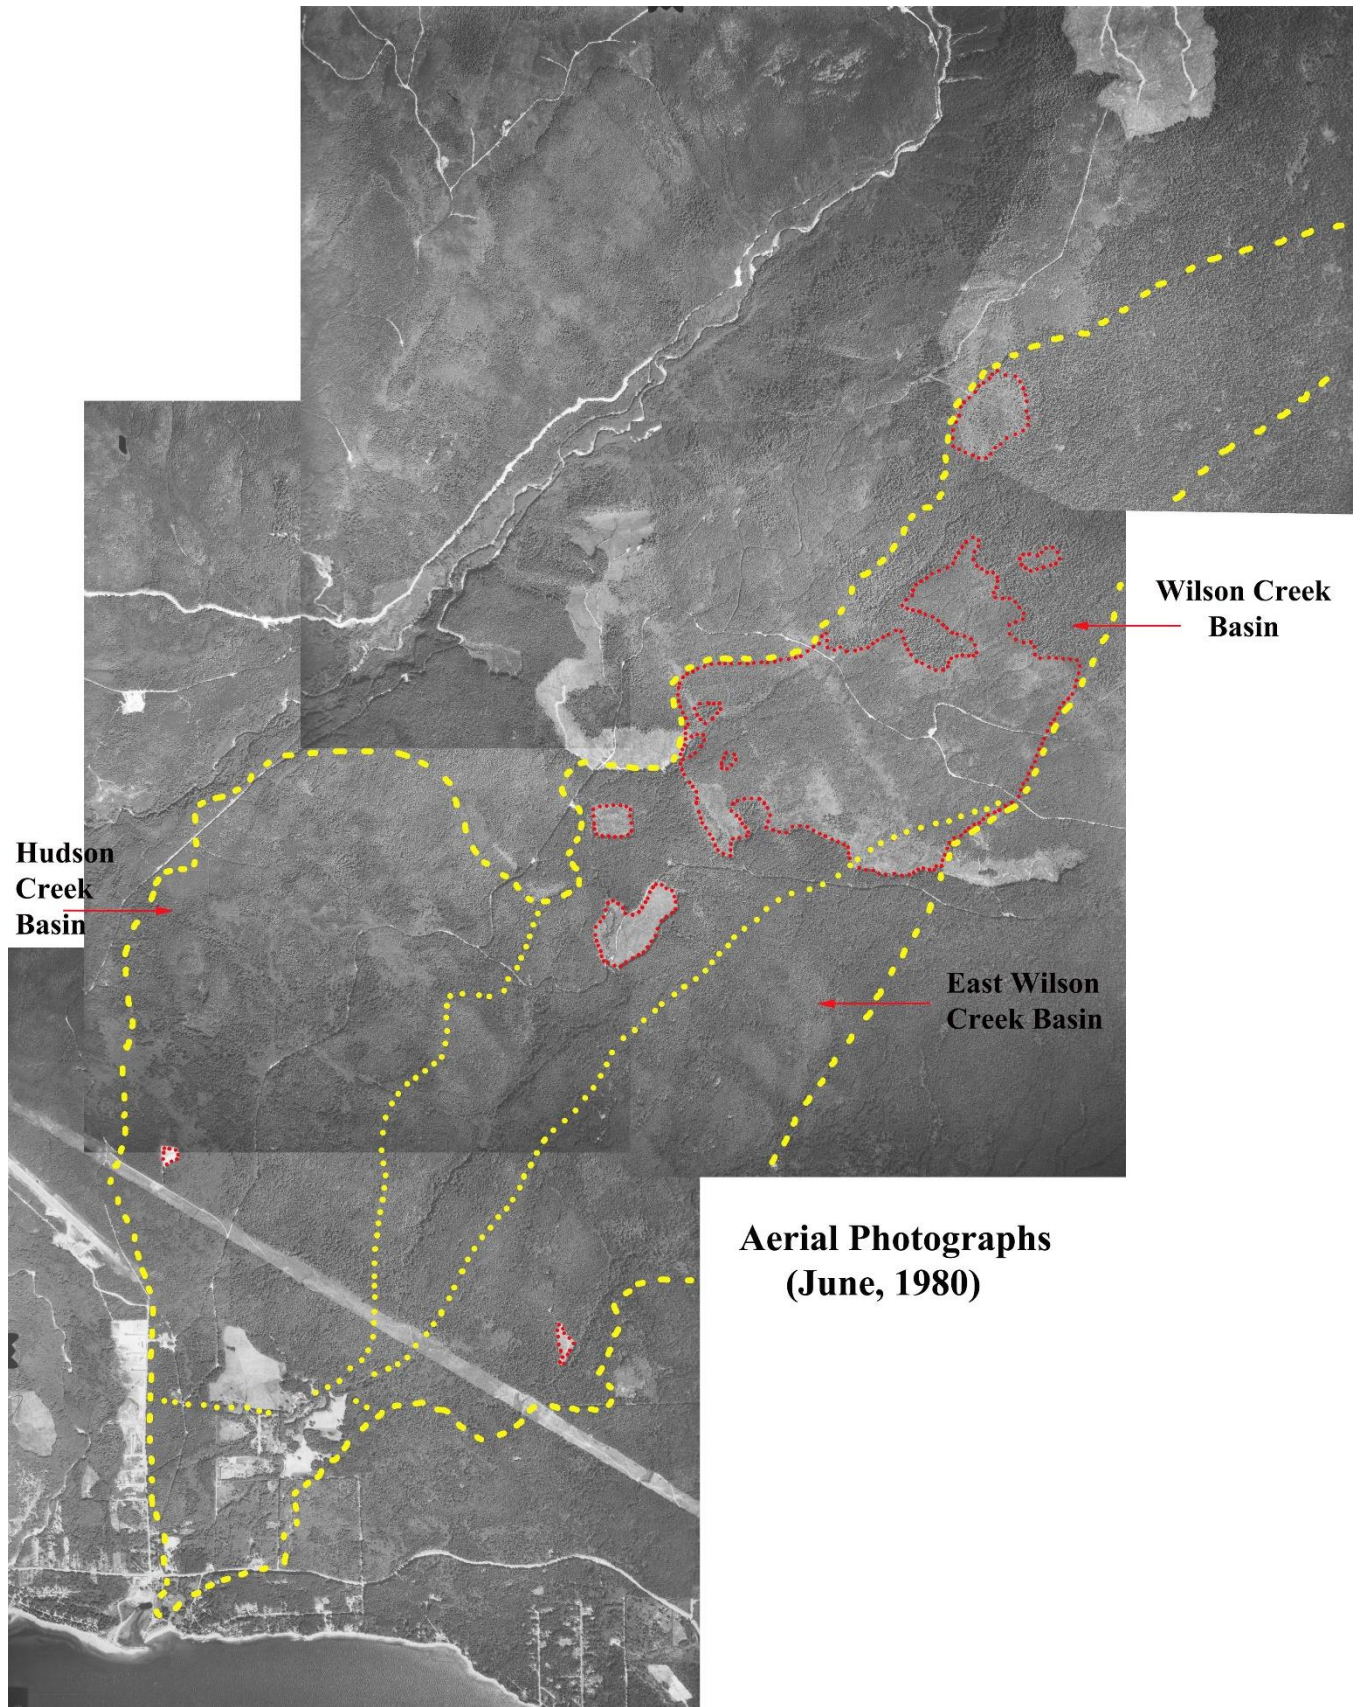 Wilson Creek
Basin
Hudson
Creek
Basin
East Wilson
Creek Basin
Aerial Photographs
(June, 1980)